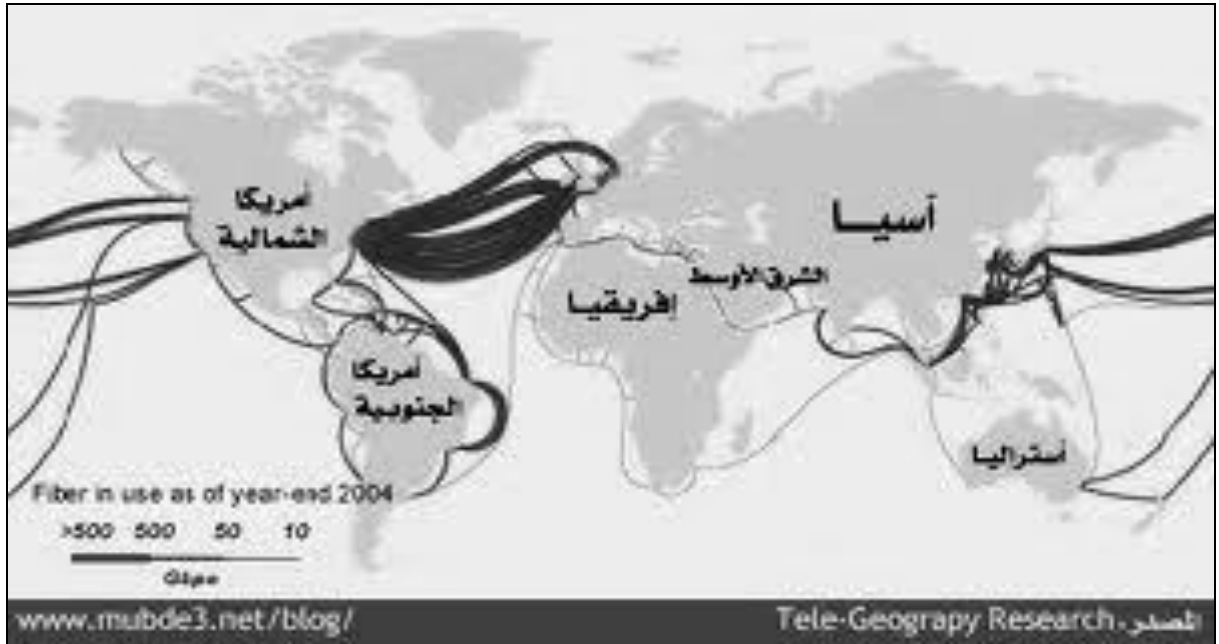 أمريكا
الشمالية
آسيا
الشرق الأوسط
إفريقيا
أمريكا
الجنوبية
أستراليا
Fiber in use as of year-end 2004
>500 500 50 10
Gbps
www.mubde3.net/blog/
Tele-Geograpy Research المصدر،